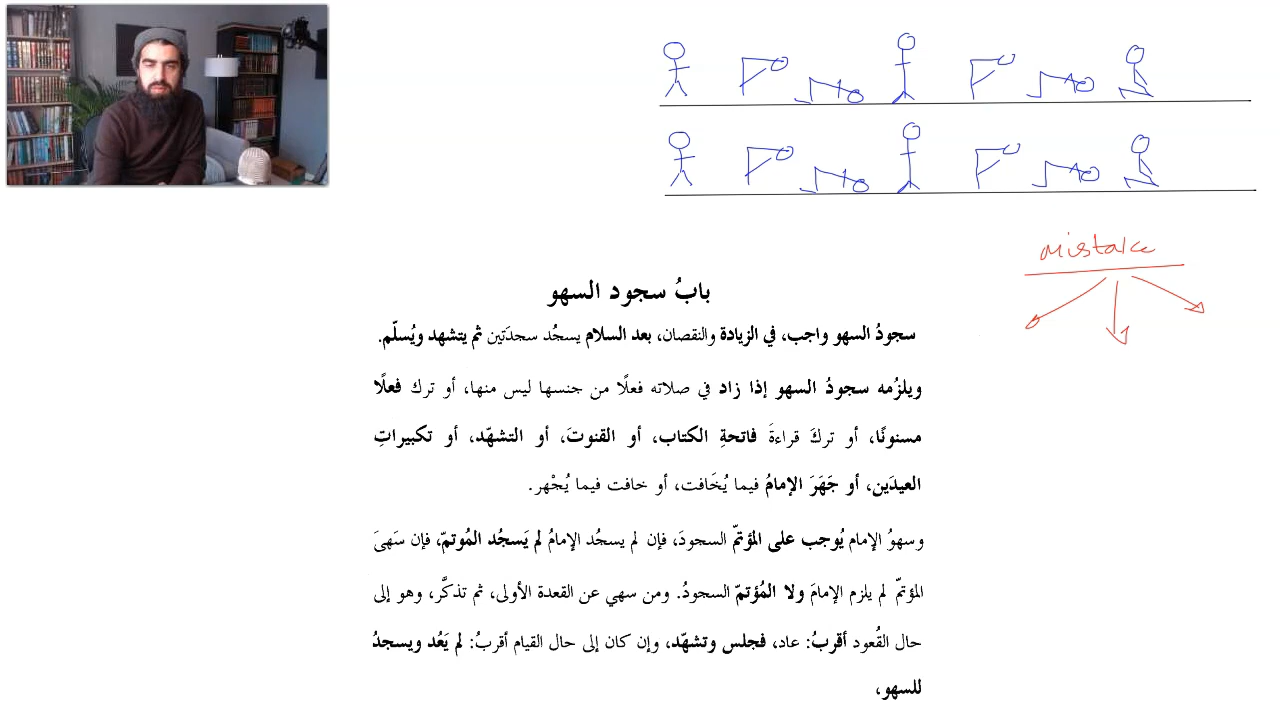 mistake
بابُ سجود السهو
سجودُ السهو واجب، في الزيادة والنقصان، بعد السلام يسجُد سجدَتين ثم يتشهد ويُسلّم.
ويلزُمه سجودُ السهو إذا زاد في صلاته فعلًا من جنسها ليس منها، أو ترك فعلًا
مسنونًا، أو تركَ قراءةَ فاتحةِ الكتاب، أو القنوتَ، أو التشهّد، أو تكبيراتِ
العيدَين، أو جَهَرَ الإمامُ فيما يُخَافت، أو خافت فيما يُجْهر.
وسهوُ الإمام يُوجب على المؤتمّ السجودَ، فإن لم يسجُد الإمامُ لم يَسجُد المُوتمّ، فإن سَهىَ
المؤتمّ لم يلزم الإمامَ ولا المُؤتمّ السجودُ. ومن سهي عن القعدة الأولى، ثم تذكَّر، وهو إلى
حال القُعود أقربُ: عاد، فجلس وتشهّد، وإن كان إلى حال القيام أقربُ: لم يَعُد ويسجدُ
للسهو،